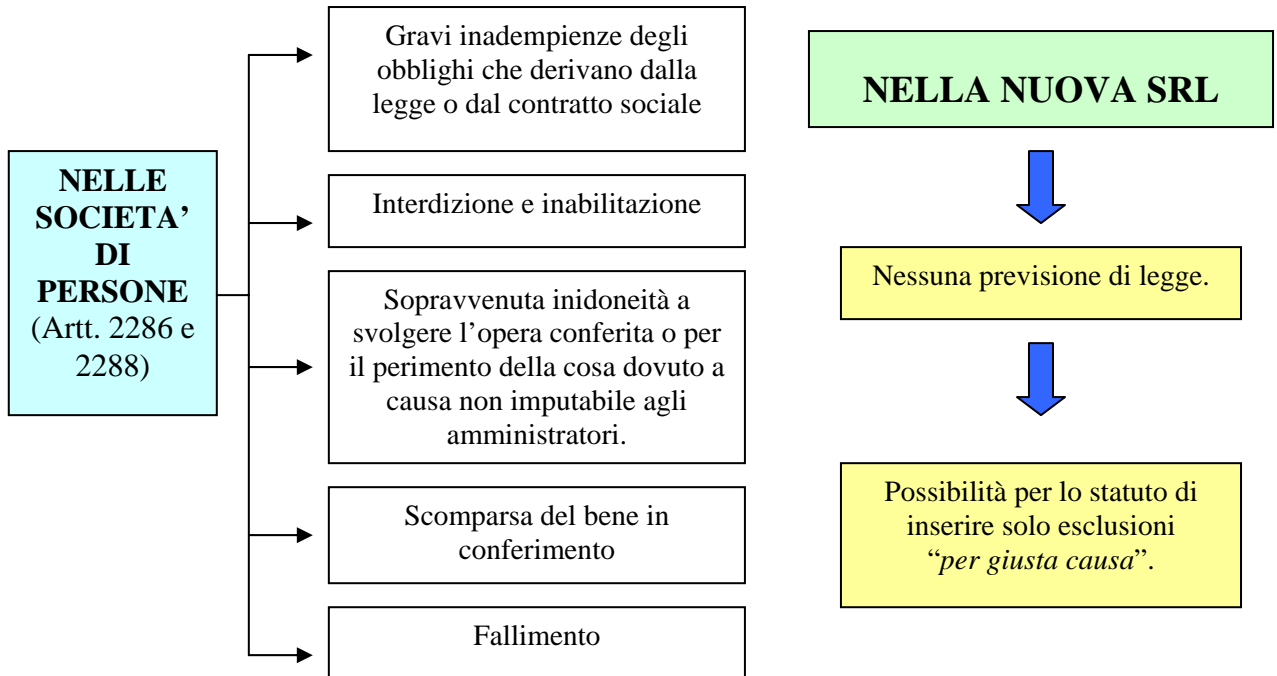 NELLE
SOCIETA’
DI
PERSONE
(Artt. 2286 e
2288)
Gravi inadempienze degli
obblighi che derivano dalla
legge o dal contratto sociale
Interdizione e inabilitazione
Sopravvenuta inidoneità a
svolgere l’opera conferita o per
il perimento della cosa dovuto a
causa non imputabile agli
amministratori.
Scomparsa del bene in
conferimento
Fallimento
NELLA NUOVA SRL
Nessuna previsione di legge.
Possibilità per lo statuto di
inserire solo esclusioni
“per giusta causa”.